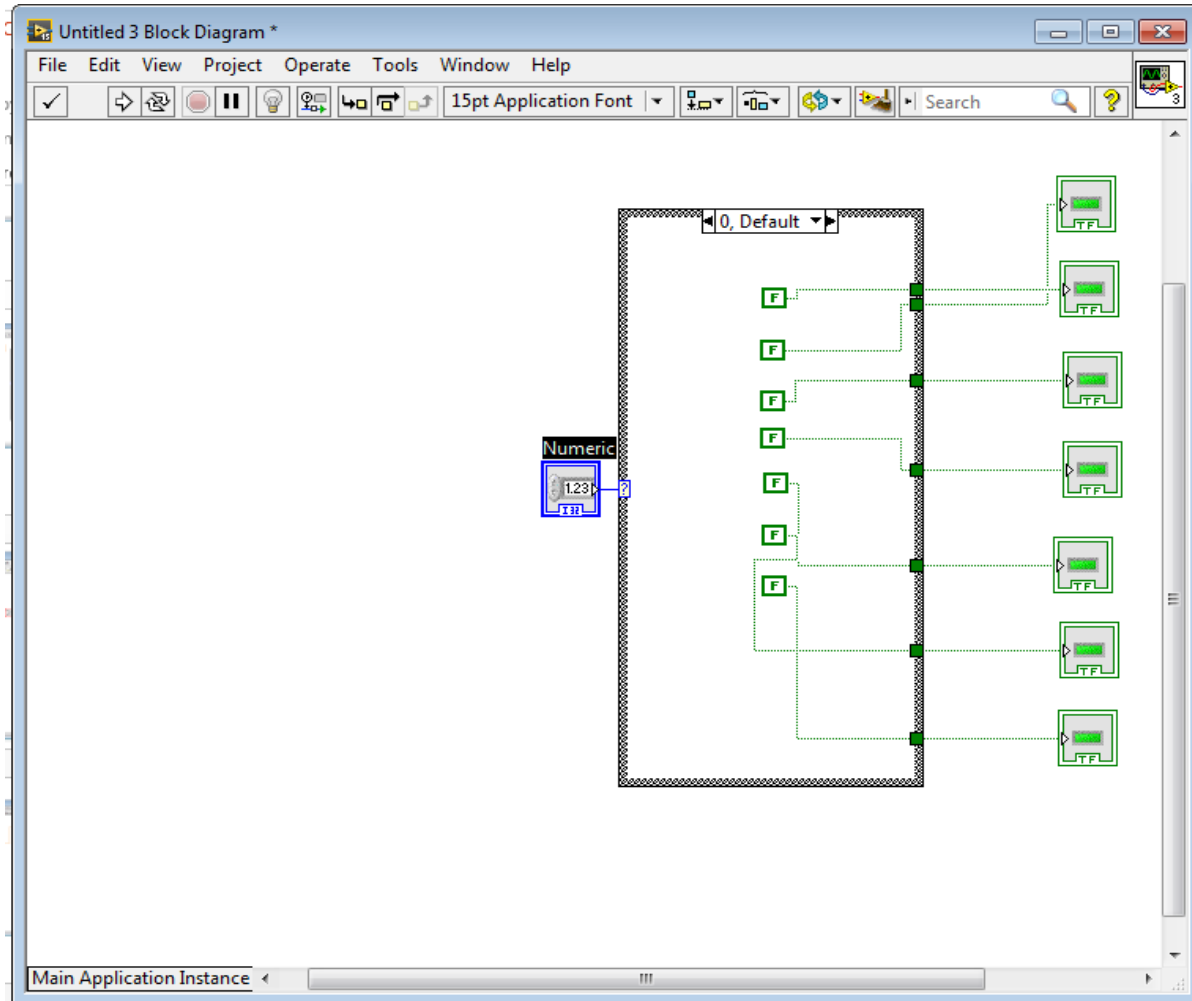 Untitled 3 Block Diagram *
File Edit View Project Operate Tools Window Help
15pt Application Font Search ? 3
0, Default
TF
F
TF
F
TF
F
F
Numeric
TF
1.23 ?
I32
F
F
TF
F
TF
TF
Main Application Instance